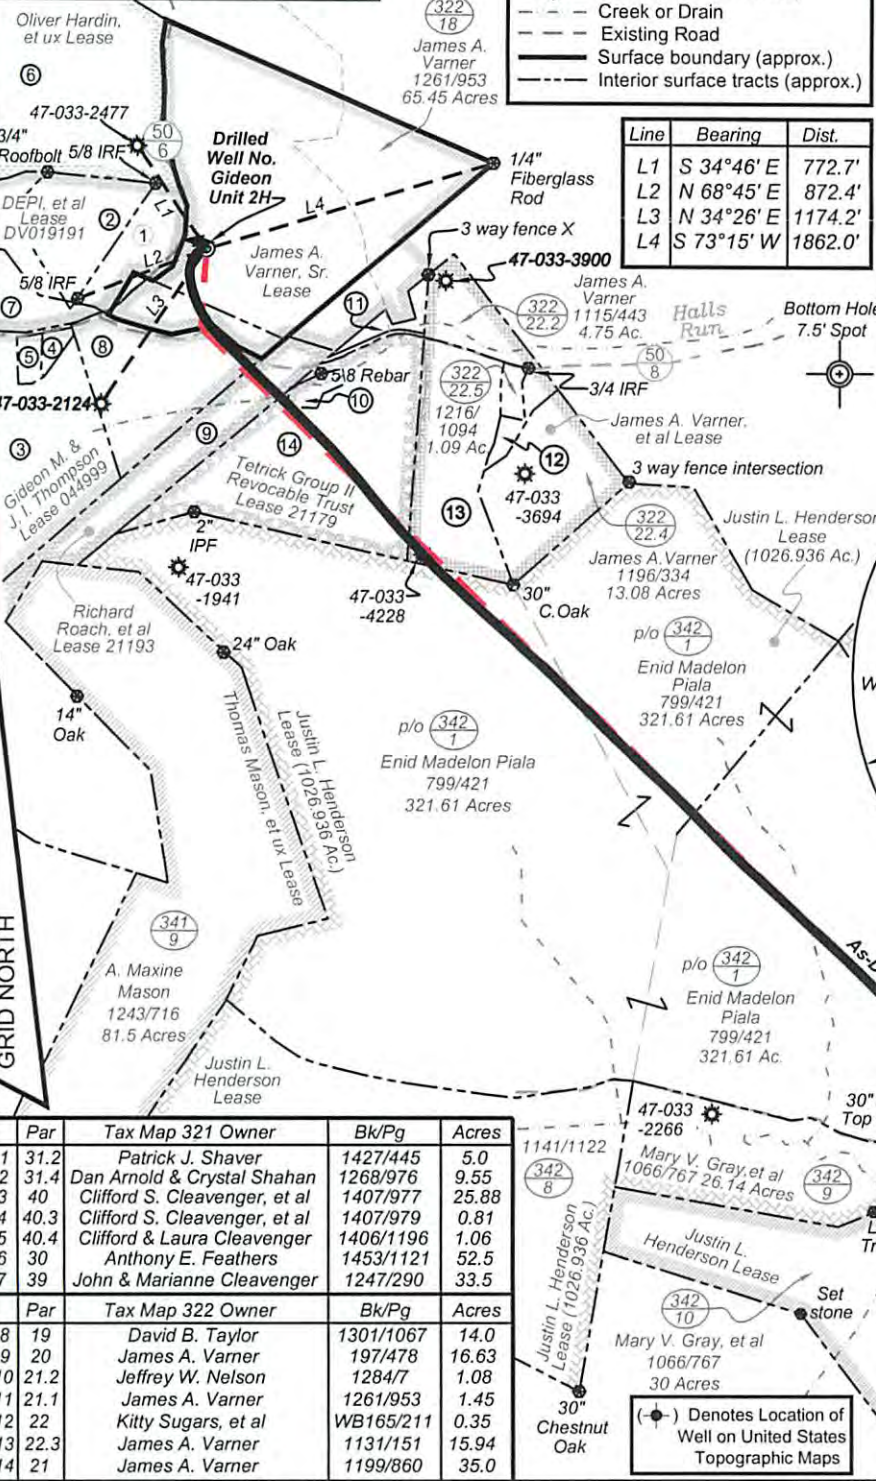 Oliver Hardin,
et ux Lease
322
18
James A.
Varner
1261/953
65.45 Acres
Creek or Drain
Existing Road
Surface boundary (approx.)
Interior surface tracts (approx.)
Line Bearing Dist.
L1 S 34°46' E 772.7'
L2 N 68°45' E 872.4'
L3 N 34°26' E 1174.2'
L4 S 73°15' W 1862.0'
6
47-033-2477
3/4"
Roofbolt
5/8 IRF
50
6
Drilled
Well No.
Gideon
Unit 2H
L4
1/4"
Fiberglass
Rod
DEPI, et al
Lease
DV019191
2
1
L1
L2
L3
5/8 IRF
James A.
Varner, Sr.
Lease
3 way fence X
47-033-3900
James A.
Varner
1115/443
4.75 Ac.
322
22.2
Halls
Run
50
8
Bottom Hole
7.5' Spot
7
5
4
8
11
5\8 Rebar
10
322
22.5
1216/
1094
1.09 Ac.
3/4 IRF
47-033-2124
3
9
14
Gideon M. &
J. I. Thompson
Lease 044999
Tetrick Group II
Revocable Trust
Lease 21179
James A. Varner,
et al Lease
12
47-033
-3694
13
3 way fence intersection
322
22.4
James A.Varner
1196/334
13.08 Acres
Justin L. Henderson
Lease
(1026.936 Ac.)
2"
IPF
47-033
-1941
47-033
-4228
30"
C.Oak
Richard
Roach, et al
Lease 21193
24" Oak
14"
Oak
Thomas Mason, et ux Lease
Justin L. Henderson
Lease (1026.936 Ac.)
p/o 342
1
Enid Madelon
Piala
799/421
321.61 Acres
p/o 342
1
Enid Madelon Piala
799/421
321.61 Acres
GRID NORTH
341
9
A. Maxine
Mason
1243/716
81.5 Acres
Justin L.
Henderson
Lease
p/o 342
1
Enid Madelon
Piala
799/421
321.61 Ac.
47-033
-2266
30"
Top
1141/1122
342
8
Mary V. Gray,et al
1066/767 26.14 Acres
342
9
Justin L. Henderson
Lease (1026.936 Ac.)
Justin L.
Henderson Lease
342
10
Mary V. Gray, et al
1066/767
30 Acres
Set
stone
30"
Chestnut
Oak
(- -) Denotes Location of
Well on United States
Topographic Maps
Par Tax Map 321 Owner Bk/Pg Acres
1 31.2 Patrick J. Shaver 1427/445 5.0
2 31.4 Dan Arnold & Crystal Shahan 1268/976 9.55
3 40 Clifford S. Cleavenger, et al 1407/977 25.88
4 40.3 Clifford S. Cleavenger, et al 1407/979 0.81
5 40.4 Clifford & Laura Cleavenger 1406/1196 1.06
6 30 Anthony E. Feathers 1453/1121 52.5
7 39 John & Marianne Cleavenger 1247/290 33.5
Par Tax Map 322 Owner Bk/Pg Acres
8 19 David B. Taylor 1301/1067 14.0
9 20 James A. Varner 197/478 16.63
10 21.2 Jeffrey W. Nelson 1284/7 1.08
11 21.1 James A. Varner 1261/953 1.45
12 22 Kitty Sugars, et al WB165/211 0.35
13 22.3 James A. Varner 1131/151 15.94
14 21 James A. Varner 1199/860 35.0